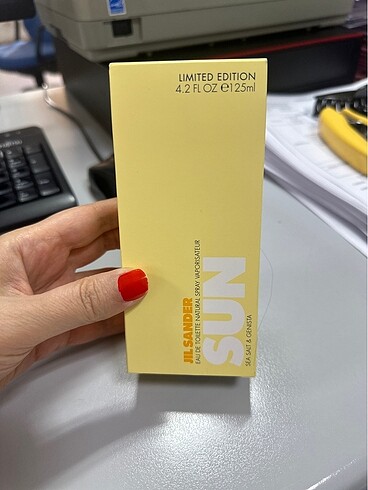 LIMITED EDITION
4.2 FL OZ ℮125ml
JIL SANDER
EAU DE TOILETTE NATURAL SPRAY VAPORISATEUR
SUN
SEA SALT & GENISTA